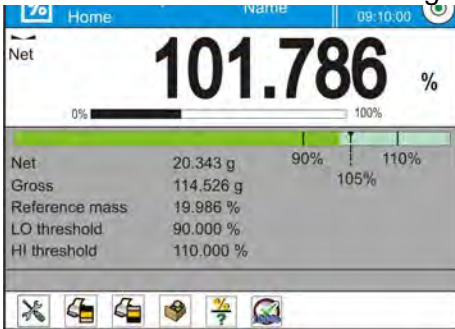 %
Home
Name
09:10:00
Net
101.786 %
0% 100%
90% 110%
105%
Net 20.343 g
Gross 114.526 g
Reference mass 19.986 %
LO threshold 90.000 %
HI threshold 110.000 %
%
?